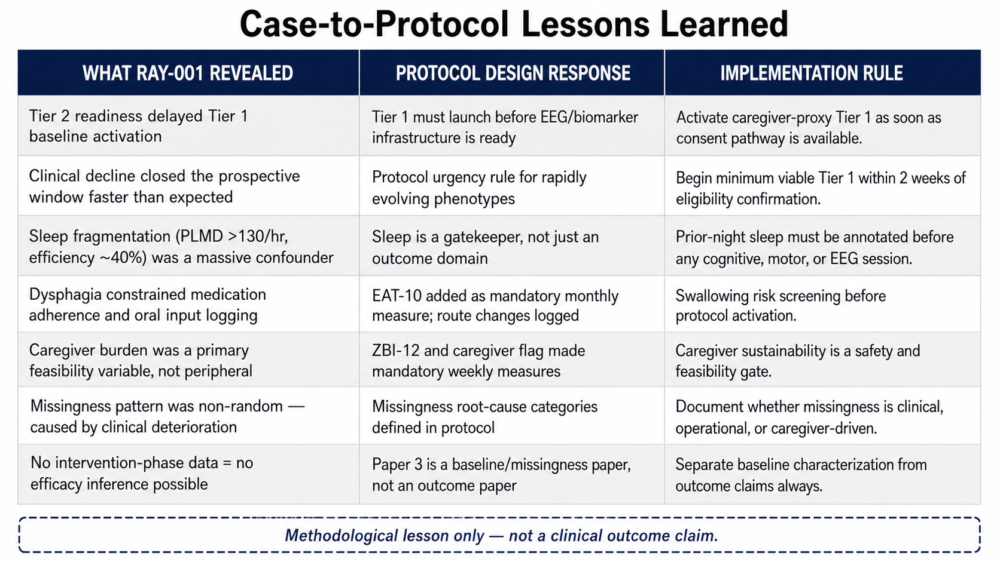 Case-to-Protocol Lessons Learned
WHAT RAY-001 REVEALED
PROTOCOL DESIGN RESPONSE
IMPLEMENTATION RULE
Tier 2 readiness delayed Tier 1
baseline activation
Tier 1 must launch before EEG/biomarker
infrastructure is ready
Activate caregiver-proxy Tier 1 as soon as
consent pathway is available.
Clinical decline closed the prospective
window faster than expected
Protocol urgency rule for rapidly
evolving phenotypes
Begin minimum viable Tier 1 within 2 weeks of
eligibility confirmation.
Sleep fragmentation (PLMD >130/hr,
efficiency ~40%) was a massive confounder
Sleep is a gatekeeper, not just an
outcome domain
Prior-night sleep must be annotated before
any cognitive, motor, or EEG session.
Dysphagia constrained medication
adherence and oral input logging
EAT-10 added as mandatory monthly
measure; route changes logged
Swallowing risk screening before
protocol activation.
Caregiver burden was a primary
feasibility variable, not peripheral
ZBI-12 and caregiver flag made
mandatory weekly measures
Caregiver sustainability is a safety and
feasibility gate.
Missingness pattern was non-random —
caused by clinical deterioration
Missingness root-cause categories
defined in protocol
Document whether missingness is clinical,
operational, or caregiver-driven.
No intervention-phase data = no
efficacy inference possible
Paper 3 is a baseline/missingness paper,
not an outcome paper
Separate baseline characterization from
outcome claims always.
Methodological lesson only — not a clinical outcome claim.